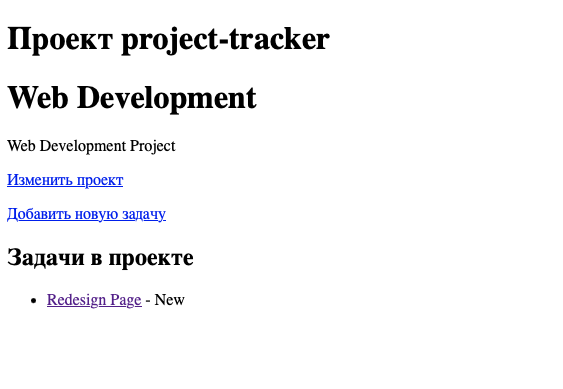 Проект project-tracker
Web Development
Web Development Project
Изменить проект
Добавить новую задачу
Задачи в проекте
Redesign Page - New